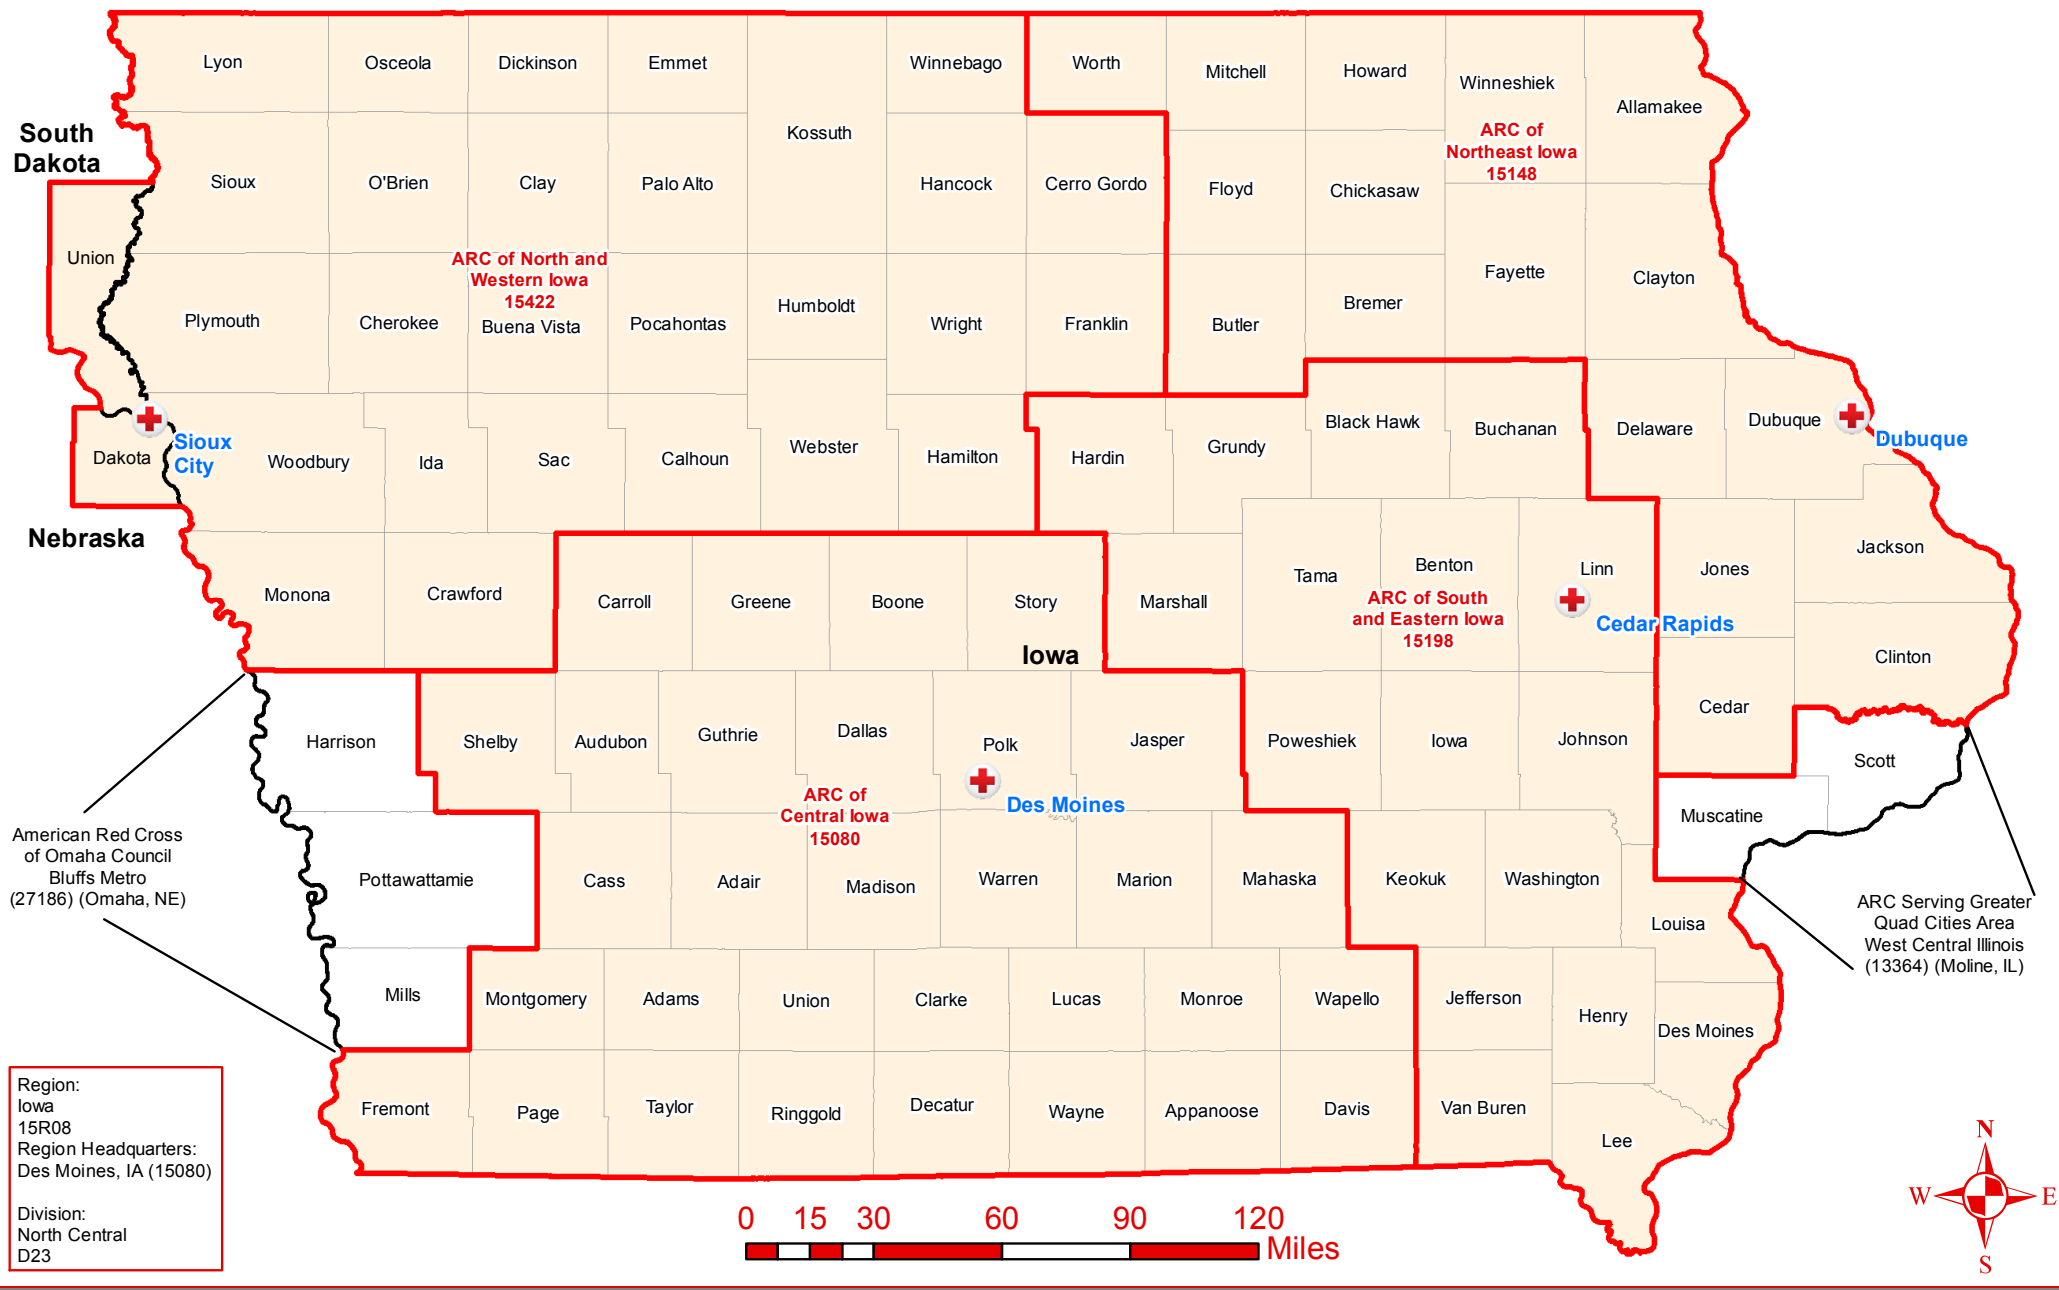 Lyon
Osceola
Dickinson
Emmet
Winnebago
Worth
Mitchell
Howard
Winneshiek
Allamakee
Kossuth
South
Dakota
ARC of
Northeast Iowa
15148
Sioux
O'Brien
Clay
Palo Alto
Hancock
Cerro Gordo
Floyd
Chickasaw
Union
ARC of North and
Western Iowa
15422
Fayette
Clayton
Plymouth
Cherokee
Buena Vista
Pocahontas
Humboldt
Wright
Franklin
Butler
Bremer
Sioux
City
Dakota
Woodbury
Ida
Sac
Calhoun
Webster
Hamilton
Hardin
Grundy
Black Hawk
Buchanan
Delaware
Dubuque
Dubuque
Nebraska
Monona
Crawford
Carroll
Greene
Boone
Story
Marshall
Tama
Benton
Linn
Jones
Jackson
ARC of South
and Eastern Iowa
15198
Cedar Rapids
Iowa
Clinton
Harrison
Shelby
Audubon
Guthrie
Dallas
Polk
Jasper
Poweshiek
Iowa
Johnson
Cedar
Scott
ARC of
Central Iowa
15080
Des Moines
Muscatine
American Red Cross
of Omaha Council
Bluffs Metro
(27186) (Omaha, NE)
Pottawattamie
Cass
Adair
Madison
Warren
Marion
Mahaska
Keokuk
Washington
Louisa
ARC Serving Greater
Quad Cities Area
West Central Illinois
(13364) (Moline, IL)
Mills
Montgomery
Adams
Union
Clarke
Lucas
Monroe
Wapello
Jefferson
Henry
Des Moines
Fremont
Page
Taylor
Ringgold
Decatur
Wayne
Appanoose
Davis
Van Buren
Lee
Region:
Iowa
15R08
Region Headquarters:
Des Moines, IA (15080)
Division:
North Central
D23
0 15 30 60 90 120
Miles
N
W E
S